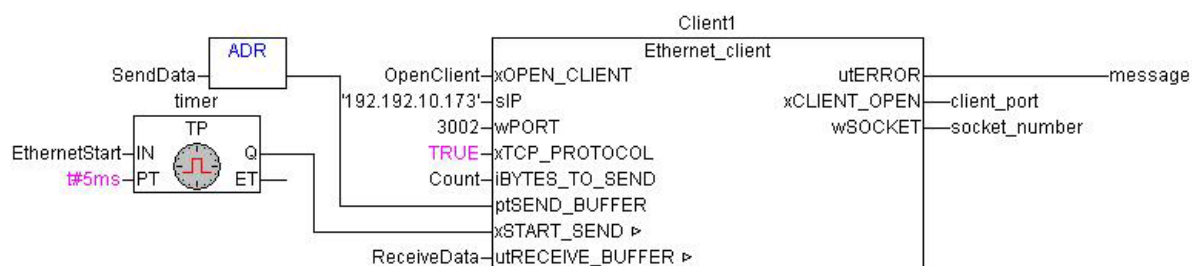 Client1
ADR Ethernet_client
SendData OpenClient xOPEN_CLIENT utERROR message
timer '192.192.10.173' sIP xCLIENT_OPEN client_port
TP 3002 wPORT wSOCKET socket_number
EthernetStart IN Q TRUE xTCP_PROTOCOL
t#5ms PT ET Count iBYTES_TO_SEND
ptSEND_BUFFER
xSTART_SEND ▹
ReceiveData utRECEIVE_BUFFER ▹